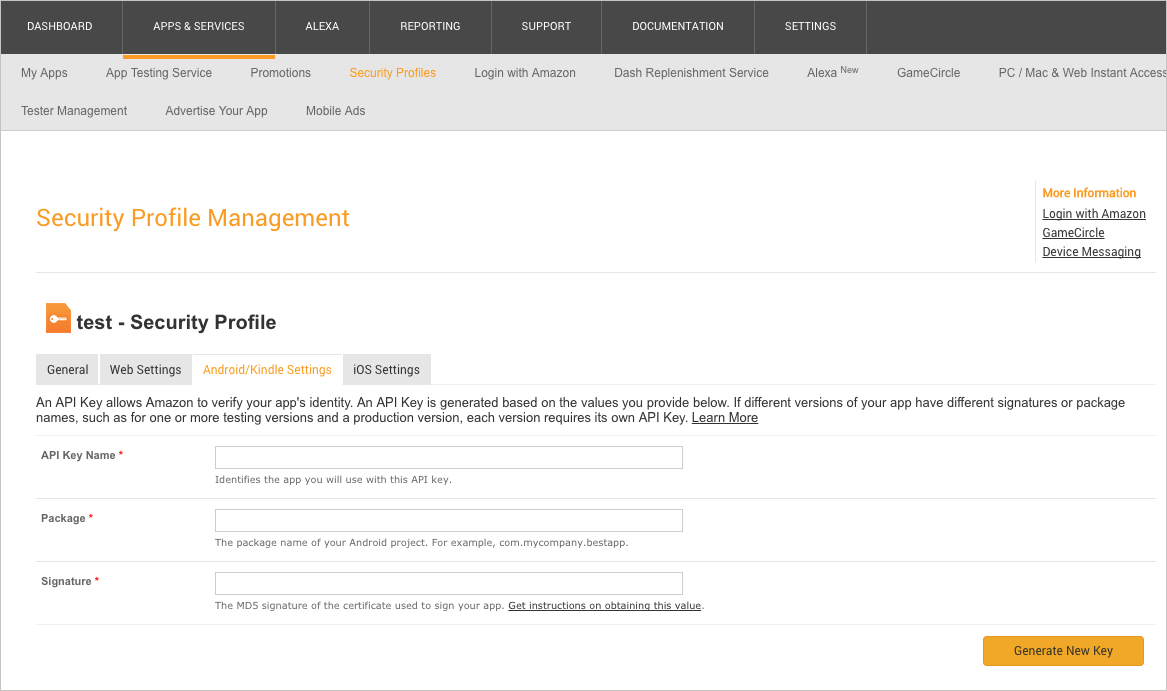 DASHBOARD APPS & SERVICES ALEXA REPORTING SUPPORT DOCUMENTATION SETTINGS
My Apps App Testing Service Promotions Security Profiles Login with Amazon Dash Replenishment Service Alexa New GameCircle PC / Mac & Web Instant Access
Tester Management Advertise Your App Mobile Ads
Security Profile Management
More Information
Login with Amazon
GameCircle
Device Messaging
test - Security Profile
General Web Settings Android/Kindle Settings iOS Settings
An API Key allows Amazon to verify your app's identity. An API Key is generated based on the values you provide below. If different versions of your app have different signatures or package
names, such as for one or more testing versions and a production version, each version requires its own API Key. Learn More
API Key Name *
Identifies the app you will use with this API key.
Package *
The package name of your Android project. For example, com.mycompany.bestapp.
Signature *
The MD5 signature of the certificate used to sign your app. Get instructions on obtaining this value.
Generate New Key